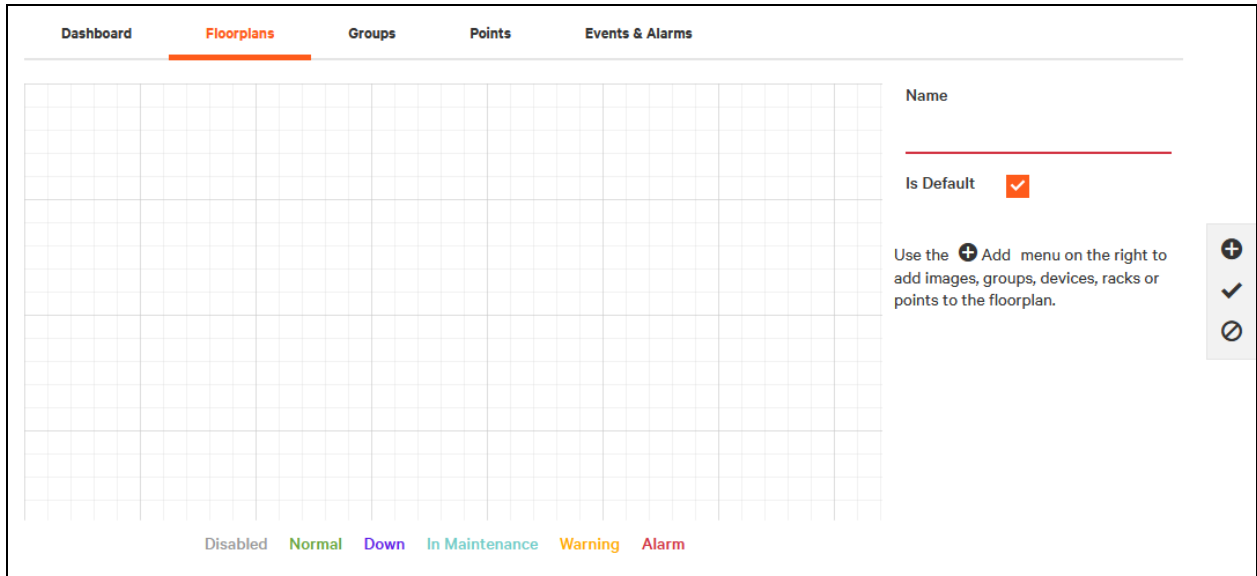 Dashboard Floorplans Groups Points Events & Alarms
Name
Is Default
Use the Add menu on the right to
add images, groups, devices, racks or
points to the floorplan.
Disabled Normal Down In Maintenance Warning Alarm